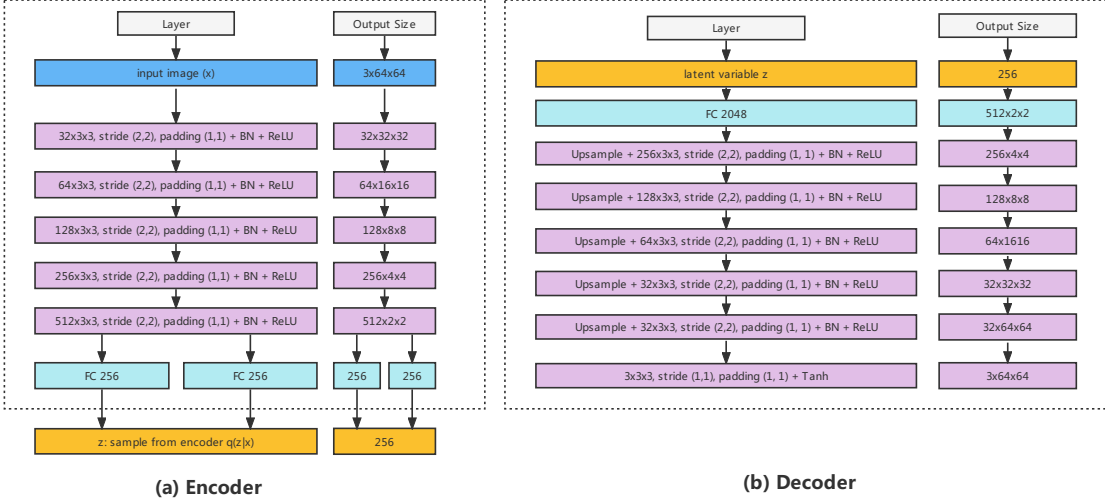 Layer
Output Size
input image (x)
3x64x64
32x3x3, stride (2,2), padding (1,1) + BN + ReLU
32x32x32
64x3x3, stride (2,2), padding (1,1) + BN + ReLU
64x16x16
128x3x3, stride (2,2), padding (1,1) + BN + ReLU
128x8x8
256x3x3, stride (2,2), padding (1,1) + BN + ReLU
256x4x4
512x3x3, stride (2,2), padding (1,1) + BN + ReLU
512x2x2
FC 256
FC 256
256
256
z: sample from encoder q(z|x)
256
(a) Encoder
Layer
Output Size
latent variable z
256
FC 2048
512x2x2
Upsample + 256x3x3, stride (2,2), padding (1, 1) + BN + ReLU
256x4x4
Upsample + 128x3x3, stride (2,2), padding (1, 1) + BN + ReLU
128x8x8
Upsample + 64x3x3, stride (2,2), padding (1, 1) + BN + ReLU
64x1616
Upsample + 32x3x3, stride (2,2), padding (1, 1) + BN + ReLU
32x32x32
Upsample + 32x3x3, stride (2,2), padding (1, 1) + BN + ReLU
32x64x64
3x3x3, stride (1,1), padding (1, 1) + Tanh
3x64x64
(b) Decoder